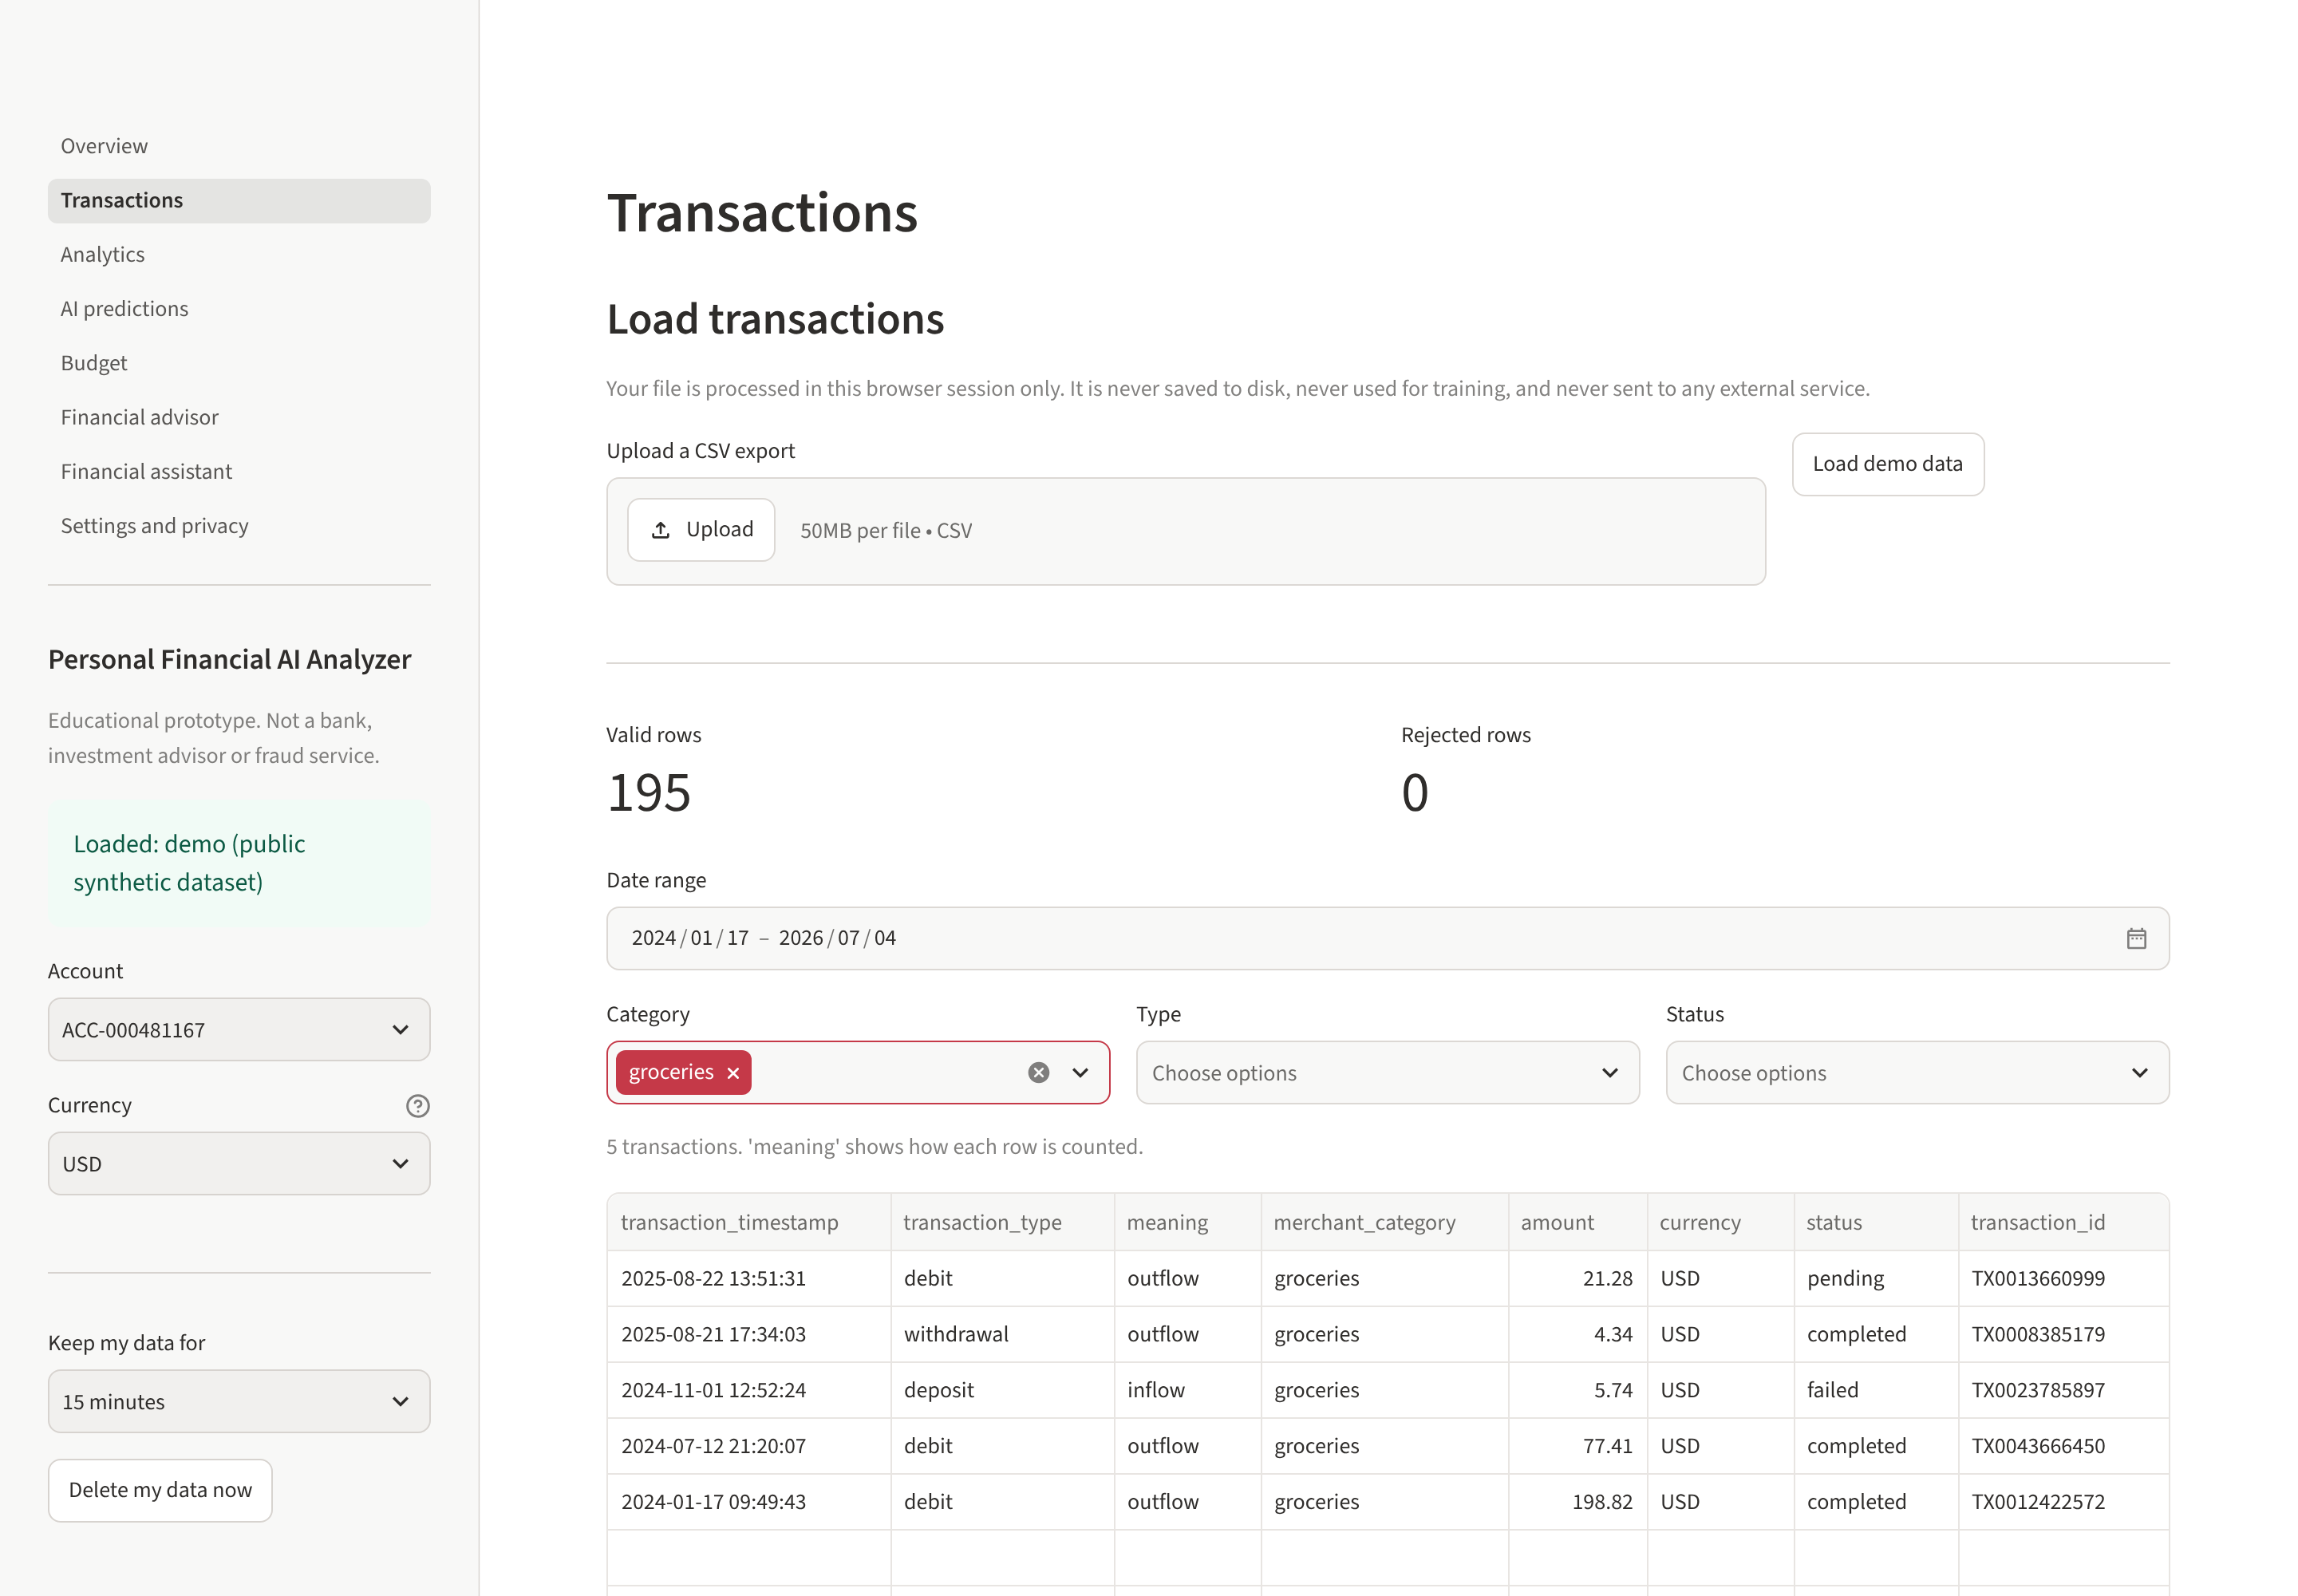 Overview
Transactions
Analytics
AI predictions
Budget
Financial advisor
Financial assistant
Settings and privacy
Personal Financial AI Analyzer
Educational prototype. Not a bank,
investment advisor or fraud service.
Loaded: demo (public
synthetic dataset)
Account
ACC-000481167
Currency
USD
Keep my data for
15 minutes
Delete my data now
Transactions
Load transactions
Your file is processed in this browser session only. It is never saved to disk, never used for training, and never sent to any external service.
Upload a CSV export
Load demo data
Upload 50MB per file • CSV
Valid rows Rejected rows
195 0
Date range
2024/01/17 – 2026/07/04
Category Type Status
groceries Choose options Choose options
5 transactions. 'meaning' shows how each row is counted.
transaction_timestamp transaction_type meaning merchant_category amount currency status transaction_id
2025-08-22 13:51:31 debit outflow groceries 21.28 USD pending TX0013660999
2025-08-21 17:34:03 withdrawal outflow groceries 4.34 USD completed TX0008385179
2024-11-01 12:52:24 deposit inflow groceries 5.74 USD failed TX0023785897
2024-07-12 21:20:07 debit outflow groceries 77.41 USD completed TX0043666450
2024-01-17 09:49:43 debit outflow groceries 198.82 USD completed TX0012422572